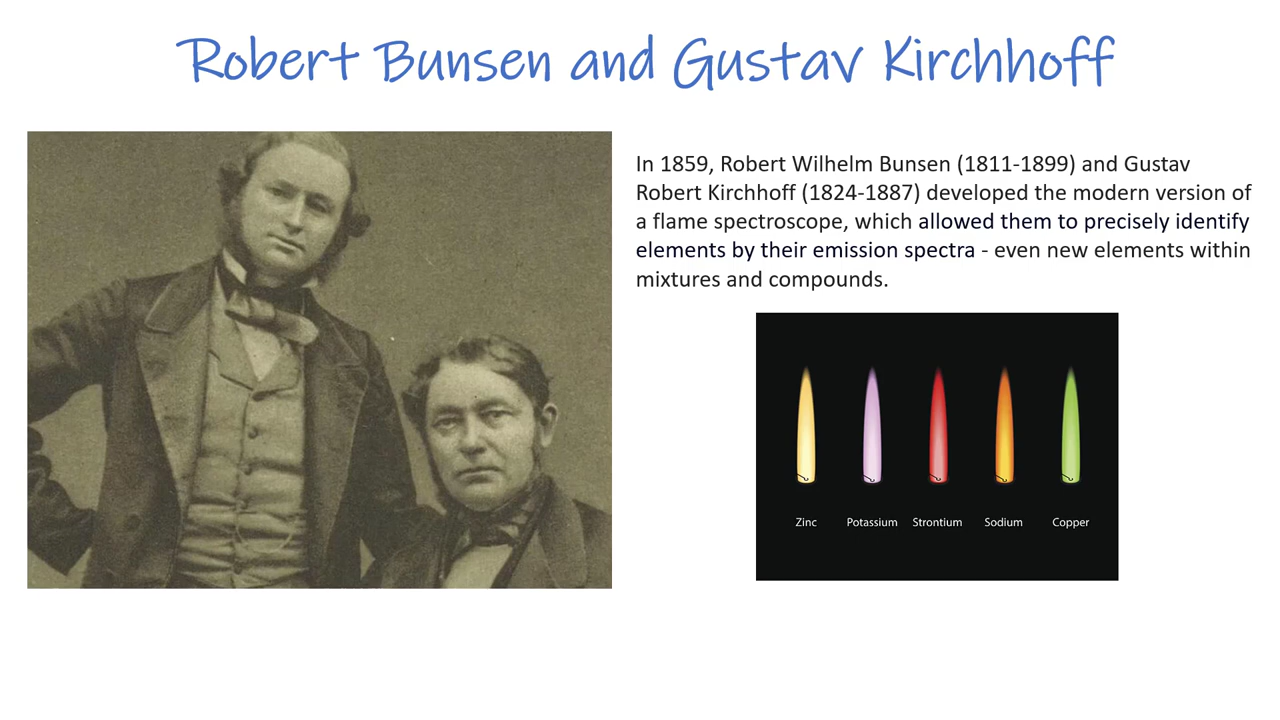 Robert Bunsen and Gustav Kirchhoff
In 1859, Robert Wilhelm Bunsen (1811-1899) and Gustav
Robert Kirchhoff (1824-1887) developed the modern version of
a flame spectroscope, which allowed them to precisely identify
elements by their emission spectra - even new elements within
mixtures and compounds.
Zinc Potassium Strontium Sodium Copper